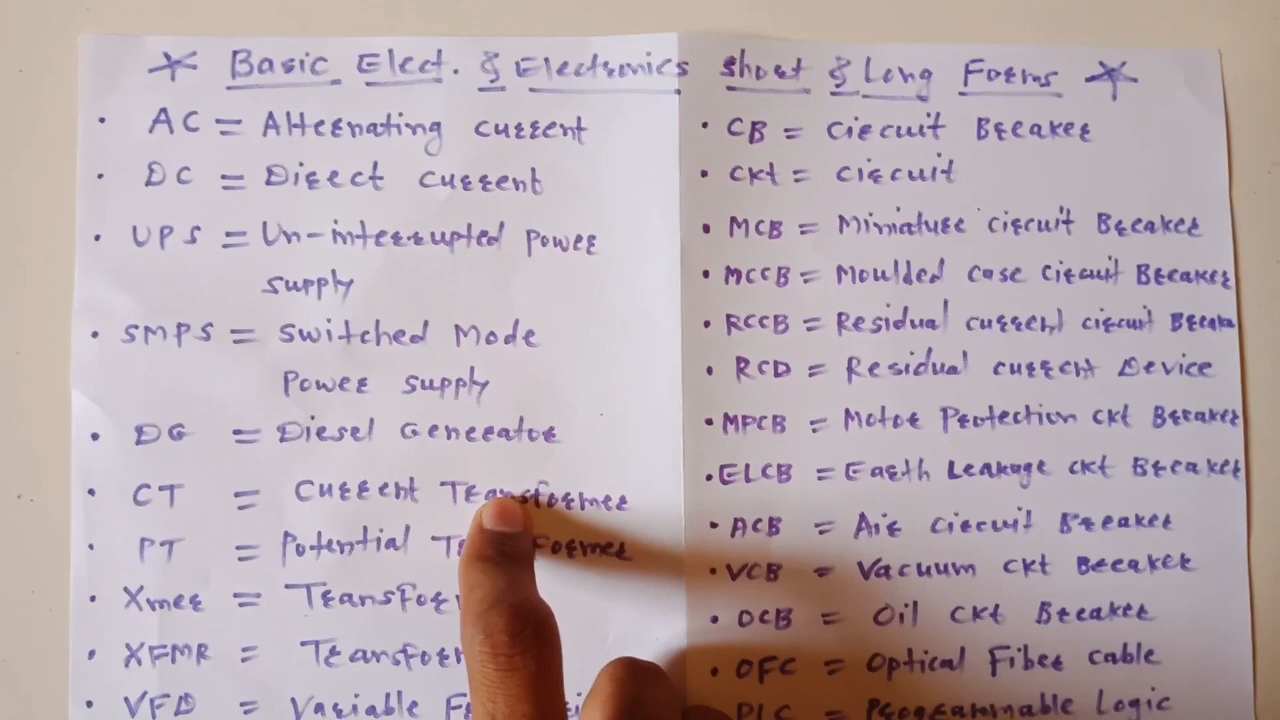 * Basic Elect. & Electronics Short & Long Forms *
• AC = Alternating current
• DC = Direct current
• UPS = Un-interrupted power
supply
• SMPS = Switched Mode
Power supply
• DG = Diesel Generator
• CT = Current Transformer
• PT = Potential Transformer
• Xmer =
• XFMR =
• VFD = Variable
• CB = Circuit Breaker
• CKt = Circuit
• MCB = Miniature circuit Breaker
• MCCB = Moulded case circuit Breaker
• RCCB = Residual current circuit Breake
• RCD = Residual current Device
• MPCB = Motor Protection ckt Breaker
• ELCB = Earth Leakage ckt Breaker
• ACB = Air circuit Breaker
• VCB = Vacuum ckt Breaker
• OCB = Oil ckt Breaker
• OFC = Optical Fiber cable
PLC = Programmable Logic